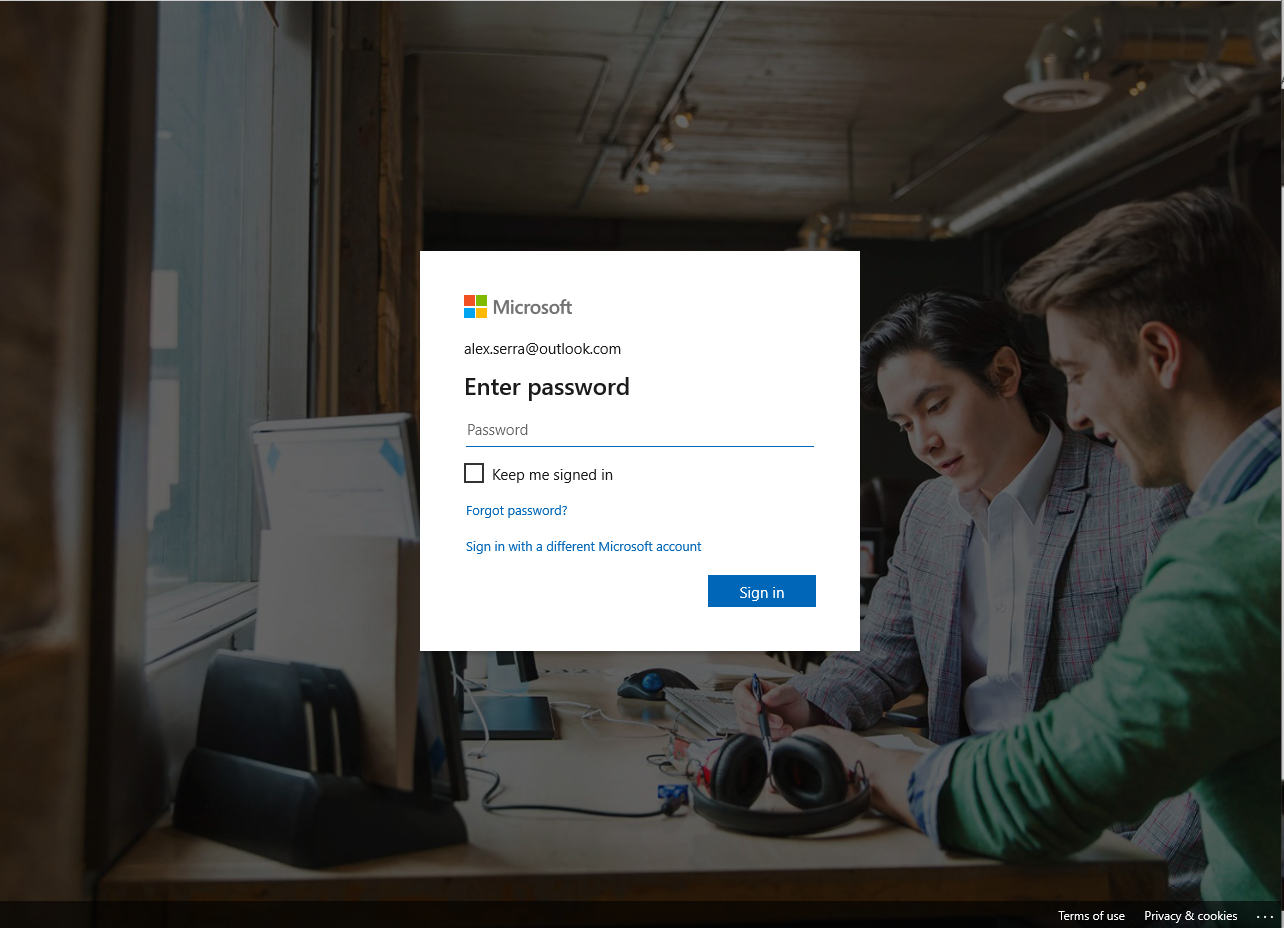 Microsoft
alex.serra@outlook.com
Enter password
Password
Keep me signed in
Forgot password?
Sign in with a different Microsoft account
Sign in
Terms of use Privacy & cookies ...